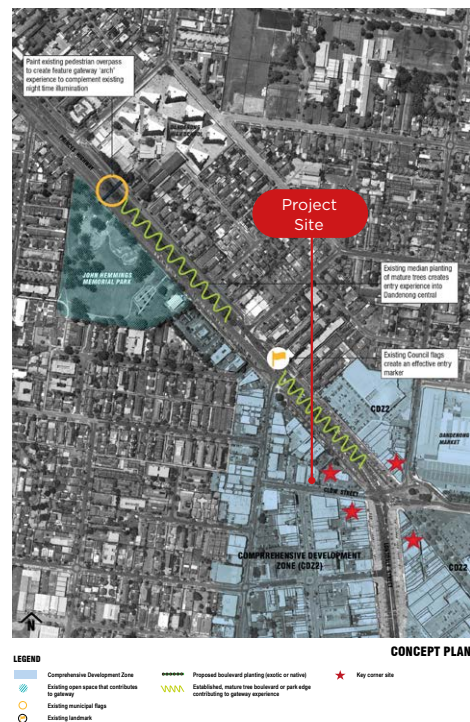 Paint existing pedestrian overpass
to create feature gateway 'arch'
experience to complement existing
night time illumination
Project
Site
JOHN HEMMINGS
MEMORIAL PARK
Existing median planting
of mature trees creates
entry experience into
Dandenong central
Existing Council flags
create an effective entry
marker
CDZ2
DANDENONG
MARKET
CLOW STREET
COMPREHENSIVE DEVELOPMENT
ZONE (CDZ2)
CDZ2
N
CONCEPT PLAN
LEGEND
Comprehensive Development Zone
Existing open space that contributes
to gateway
Existing municipal flags
Existing landmark
Proposed boulevard planting (exotic or native)
Established, mature tree boulevard or park edge
contributing to gateway experience
Key corner site